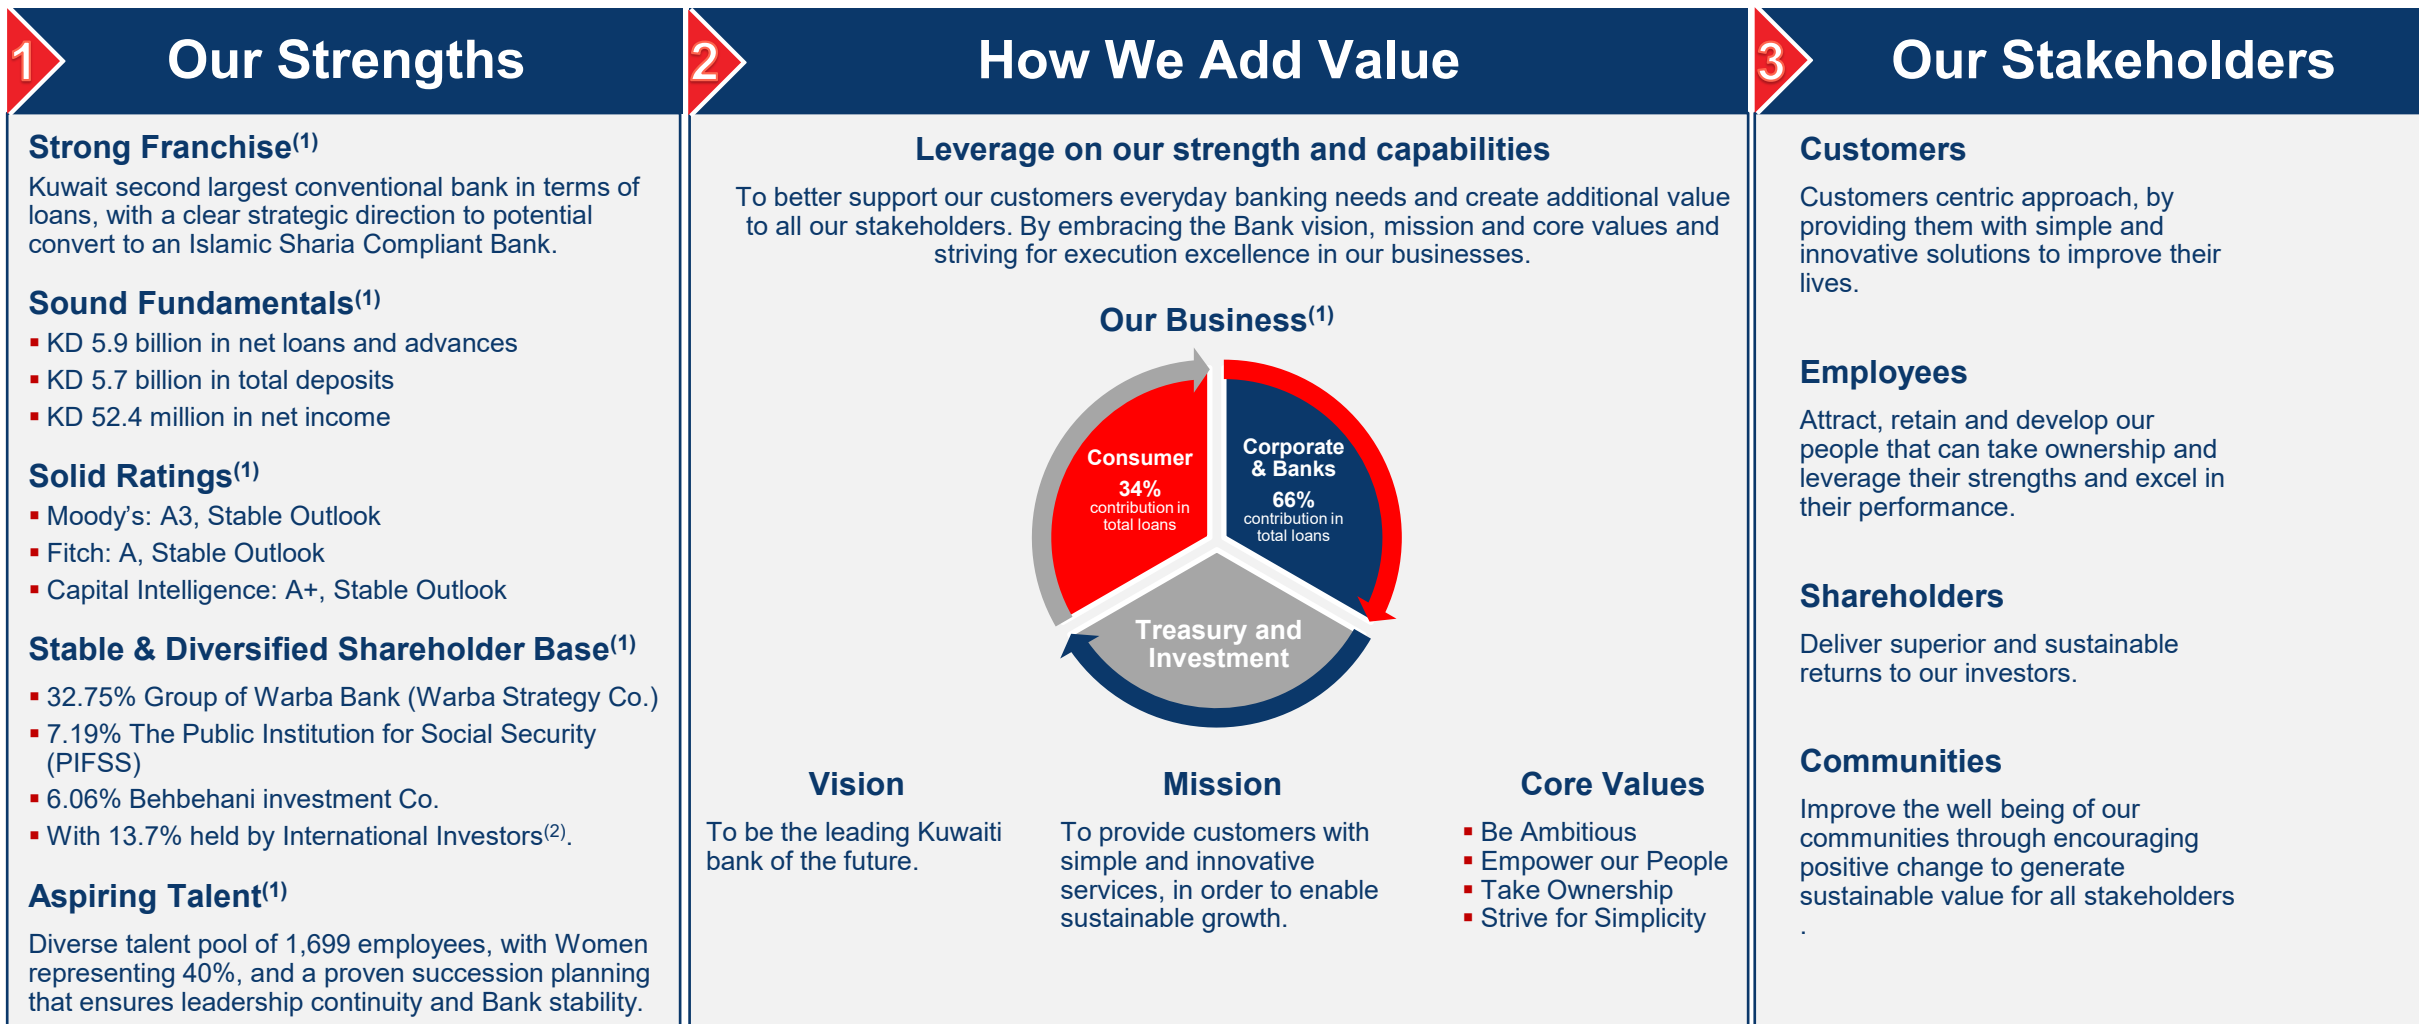 1
Our Strengths
Strong Franchise(1)
Kuwait second largest conventional bank in terms of
loans, with a clear strategic direction to potential
convert to an Islamic Sharia Compliant Bank.
Sound Fundamentals(1)
▪ KD 5.9 billion in net loans and advances
▪ KD 5.7 billion in total deposits
▪ KD 52.4 million in net income
Solid Ratings(1)
▪ Moody’s: A3, Stable Outlook
▪ Fitch: A, Stable Outlook
▪ Capital Intelligence: A+, Stable Outlook
Stable & Diversified Shareholder Base(1)
▪ 32.75% Group of Warba Bank (Warba Strategy Co.)
▪ 7.19% The Public Institution for Social Security
(PIFSS)
▪ 6.06% Behbehani investment Co.
▪ With 13.7% held by International Investors(2).
Aspiring Talent(1)
Diverse talent pool of 1,699 employees, with Women
representing 40%, and a proven succession planning
that ensures leadership continuity and Bank stability.
2
How We Add Value
Leverage on our strength and capabilities
To better support our customers everyday banking needs and create additional value
to all our stakeholders. By embracing the Bank vision, mission and core values and
striving for execution excellence in our businesses.
Our Business(1)
Consumer
34%
contribution in
total loans
Corporate
& Banks
66%
contribution in
total loans
Treasury and
Investment
Vision
To be the leading Kuwaiti
bank of the future.
Mission
To provide customers with
simple and innovative
services, in order to enable
sustainable growth.
Core Values
▪ Be Ambitious
▪ Empower our People
▪ Take Ownership
▪ Strive for Simplicity
3
Our Stakeholders
Customers
Customers centric approach, by
providing them with simple and
innovative solutions to improve their
lives.
Employees
Attract, retain and develop our
people that can take ownership and
leverage their strengths and excel in
their performance.
Shareholders
Deliver superior and sustainable
returns to our investors.
Communities
Improve the well being of our
communities through encouraging
positive change to generate
sustainable value for all stakeholders
.